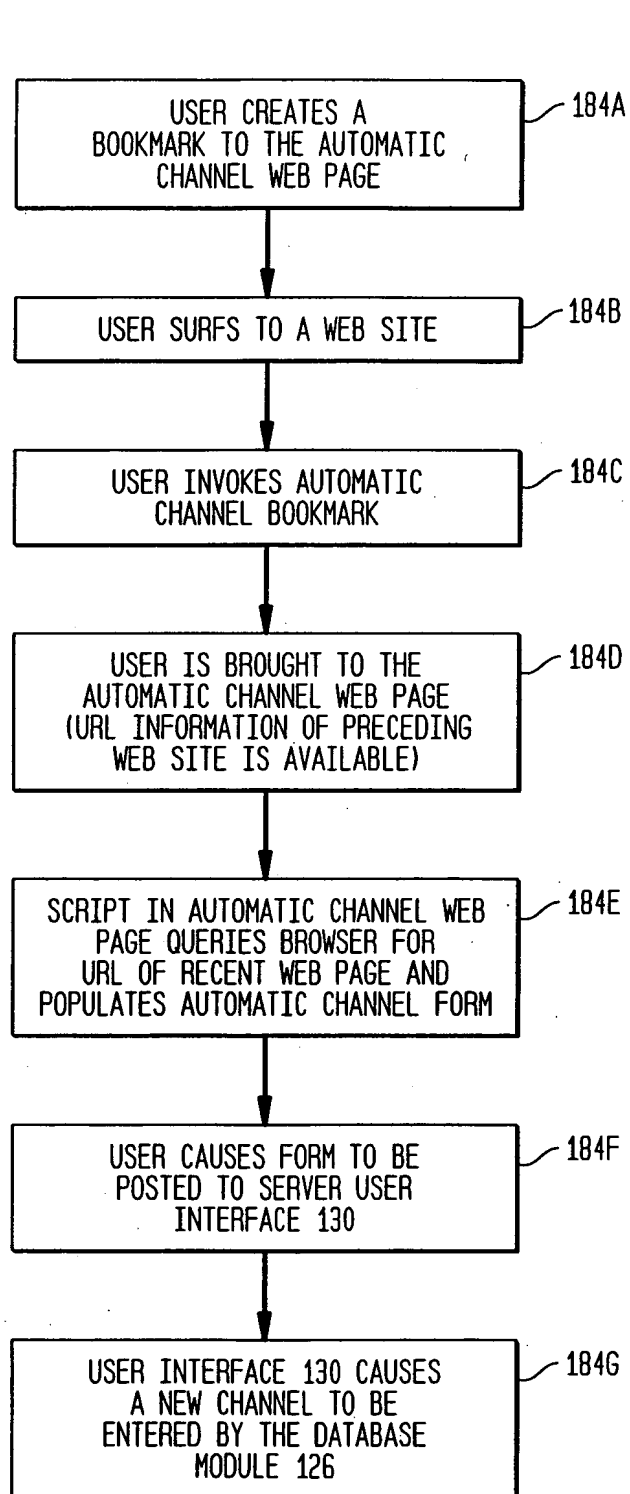 USER CREATES A
BOOKMARK TO THE AUTOMATIC
CHANNEL WEB PAGE
184A
USER SURFS TO A WEB SITE
184B
USER INVOKES AUTOMATIC
CHANNEL BOOKMARK
184C
USER IS BROUGHT TO THE
AUTOMATIC CHANNEL WEB PAGE
(URL INFORMATION OF PRECEDING
WEB SITE IS AVAILABLE)
184D
SCRIPT IN AUTOMATIC CHANNEL WEB
PAGE QUERIES BROWSER FOR
URL OF RECENT WEB PAGE AND
POPULATES AUTOMATIC CHANNEL FORM
184E
USER CAUSES FORM TO BE
POSTED TO SERVER USER
INTERFACE 130
184F
USER INTERFACE 130 CAUSES
A NEW CHANNEL TO BE
ENTERED BY THE DATABASE
MODULE 126
184G